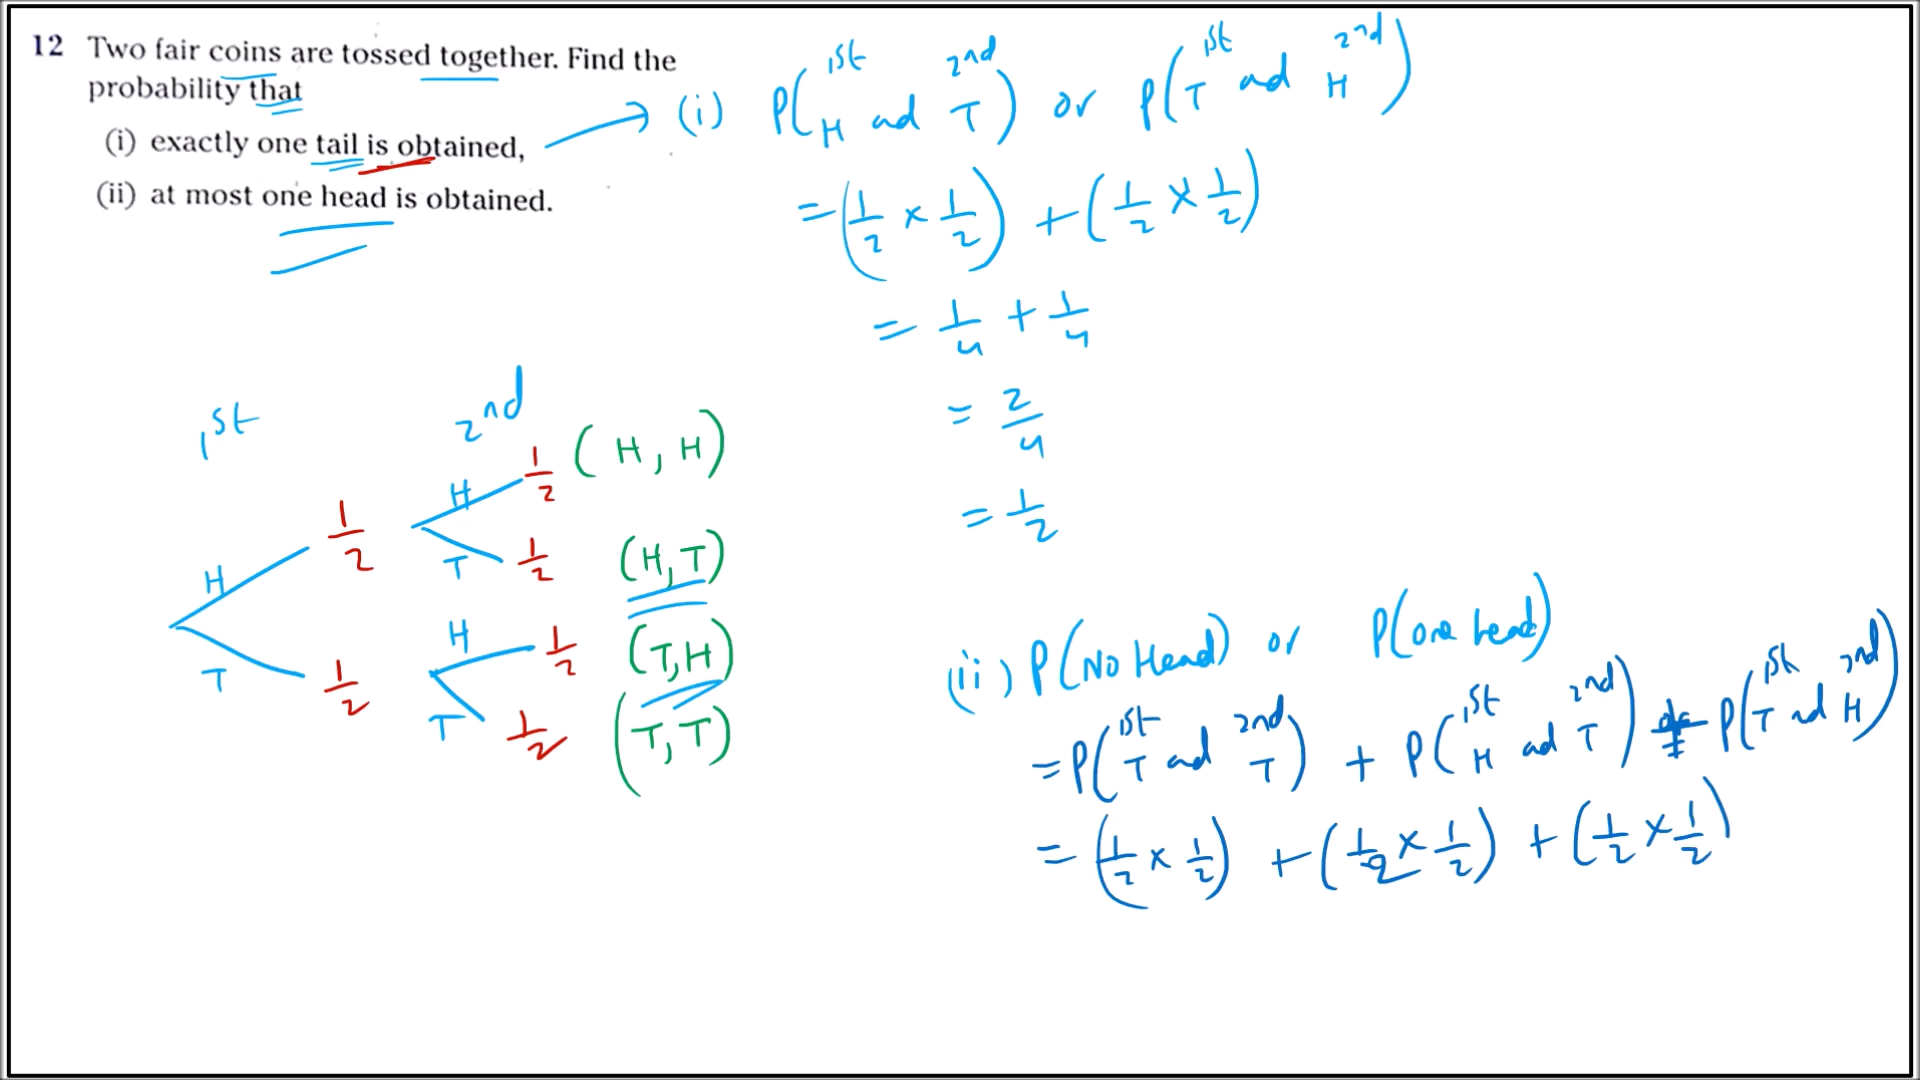 12 Two fair coins are tossed together. Find the
probability that
(i) exactly one tail is obtained,
(ii) at most one head is obtained.
(i) P(1st H and 2nd T) or P(1st T and 2nd H)
= (1/2 × 1/2) + (1/2 × 1/2)
= 1/4 + 1/4
= 2/4
= 1/2
1st 2nd
H 1/2 H 1/2 (H, H)
T 1/2 (H,T)
T 1/2 H 1/2 (T,H)
T 1/2 (T,T)
(ii) P(No Head) or P(one head)
= P(1st T and 2nd T) + P(1st H and 2nd T) + P(1st T and 2nd H)
= (1/2 × 1/2) + (1/2 × 1/2) + (1/2 × 1/2)